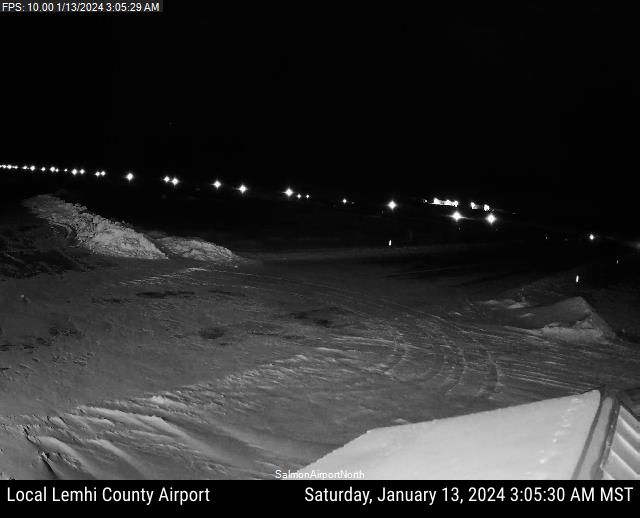 FPS: 10.00 1/13/2024 3:05:29 AM
SalmonAirportNorth
Local Lemhi County Airport Saturday, January 13, 2024 3:05:30 AM MST